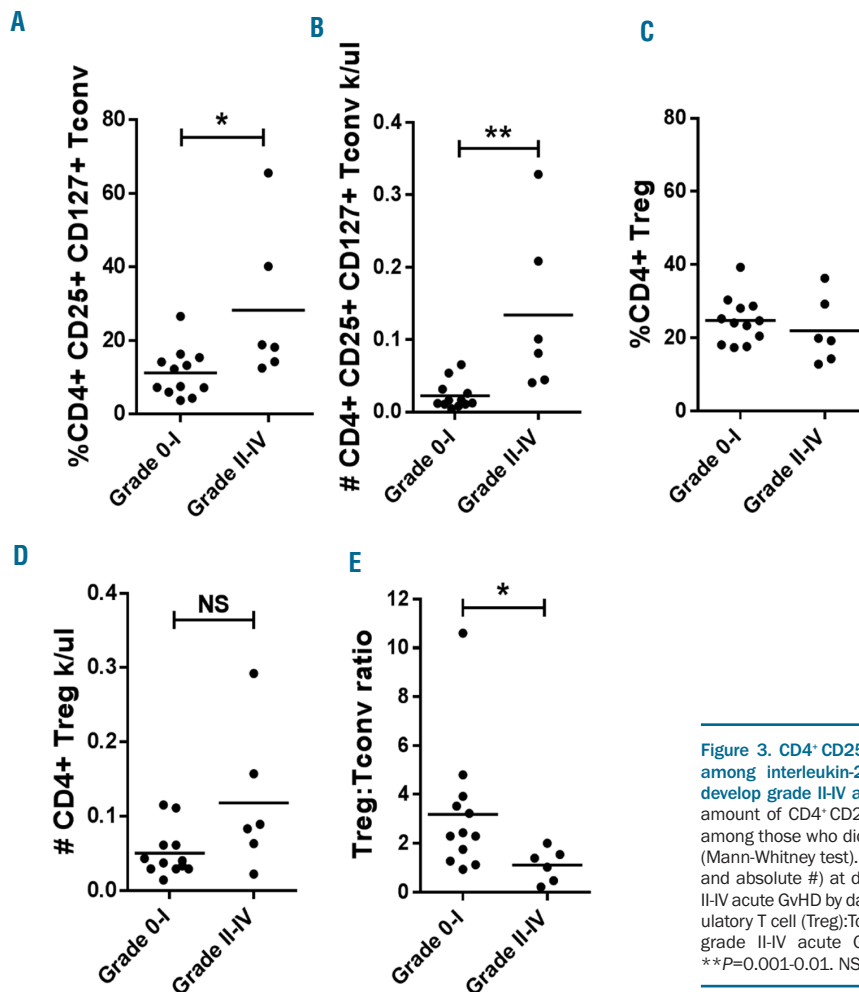 A
%CD4+ CD25+ CD127+ Tconv
80
60
40
20
0
*
Grade 0-I
Grade II-IV
B
# CD4+ CD25+ CD127+ Tconv k/ul
0.4
0.3
0.2
0.1
0.0
**
Grade 0-I
Grade II-IV
C
%CD4+ Treg
80
60
40
20
0
Grade 0-I
Grade II-IV
D
# CD4+ Treg k/ul
0.4
0.3
0.2
0.1
0.0
NS
Grade 0-I
Grade II-IV
E
Treg:Tconv ratio
12
10
8
6
4
2
0
*
Grade 0-I
Grade II-IV
Figure 3. CD4+ CD25
among interleukin-2
develop grade II-IV a
amount of CD4+ CD2
among those who did
(Mann-Whitney test).
and absolute #) at d
II-IV acute GvHD by da
ulatory T cell (Treg):Tc
grade II-IV acute G
**P=0.001-0.01. NS